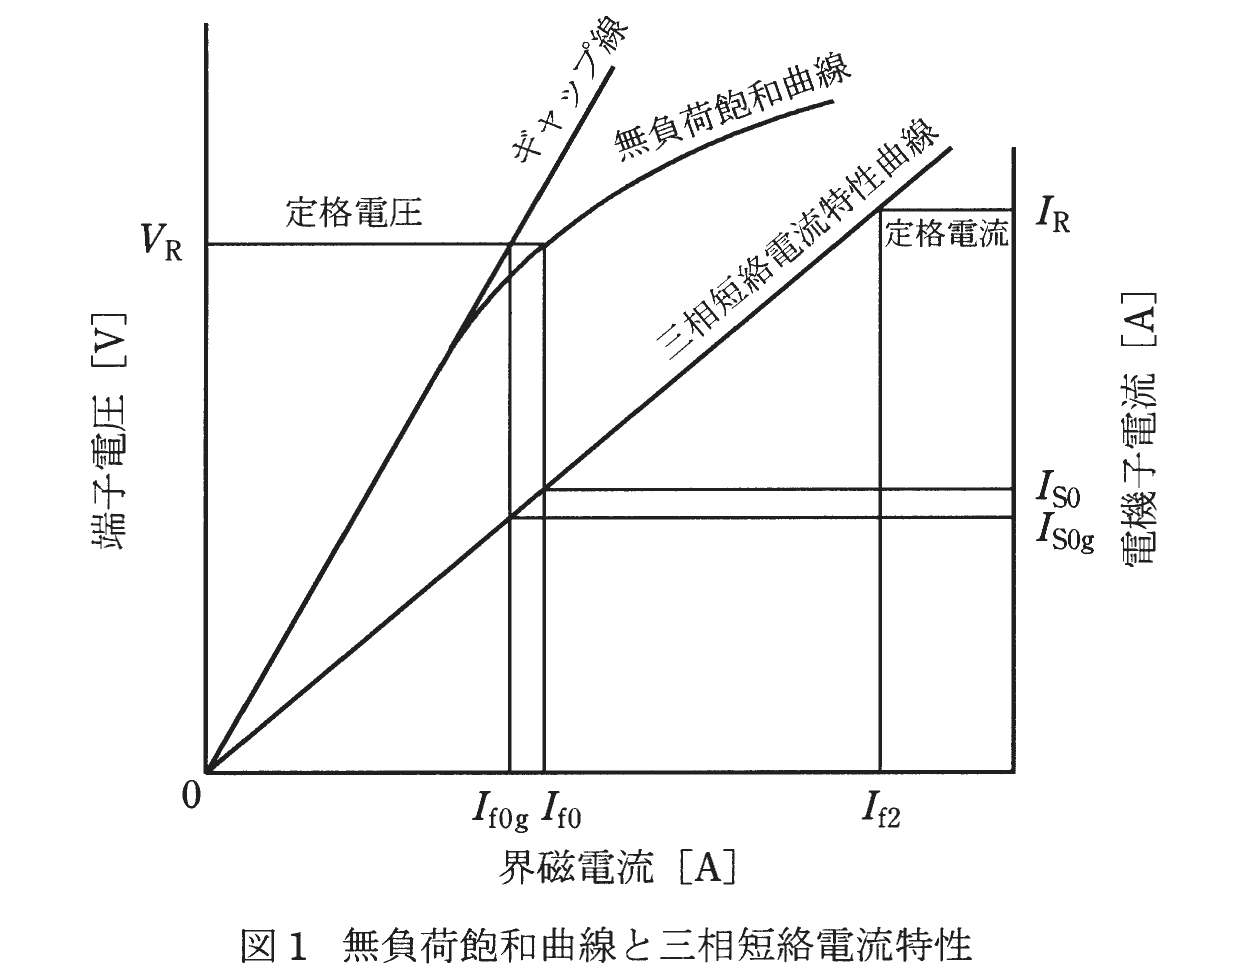 ギャップ線
無負荷飽和曲線
三相短絡電流特性曲線
定格電圧
V_R
I_R
定格電流
端子電圧［V］
電機子電流［A］
I_S0
I_S0g
0
I_f0g I_f0 I_f2
界磁電流［A］
図1 無負荷飽和曲線と三相短絡電流特性